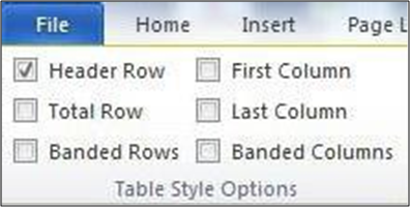 File Home Insert Page L
Header Row First Column
Total Row Last Column
Banded Rows Banded Columns
Table Style Options